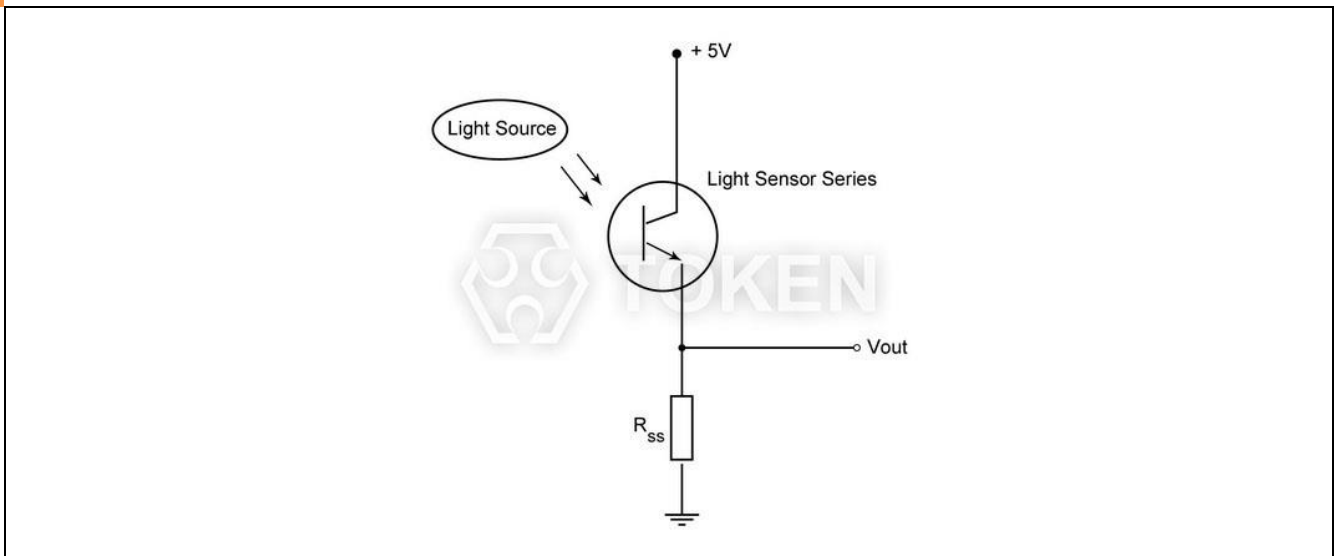 + 5V
Light Source
Light Sensor Series
TOKEN
Vout
Rss